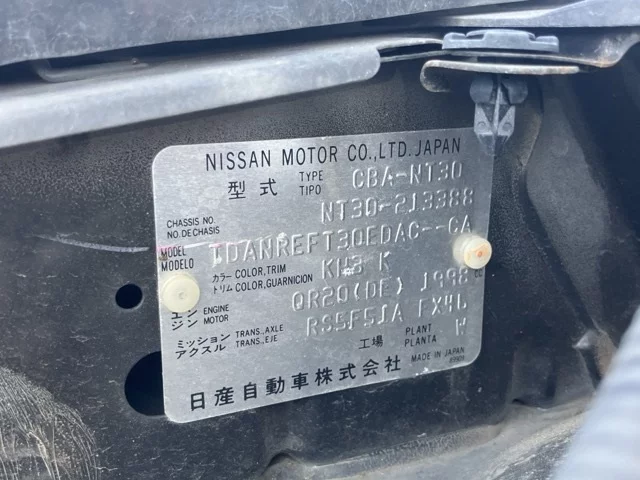 NISSAN MOTOR CO.,LTD. JAPAN
型式 TYPE TIPO CBA-NT30
CHASSIS NO. NO. DE CHASIS NT30-213388
MODEL MODELO TDANREFT30EDAC--CA
カラー COLOR,TRIM トリム COLOR,GUARNICION KH3 K
エンジン ENGINE MOTOR QR20(DE) 1998 cc
ミッション アクスル TRANS.,AXLE TRANS.,EJE RS5F51A FX46
工場 PLANT PLANTA W
日産自動車株式会社 MADE IN JAPAN